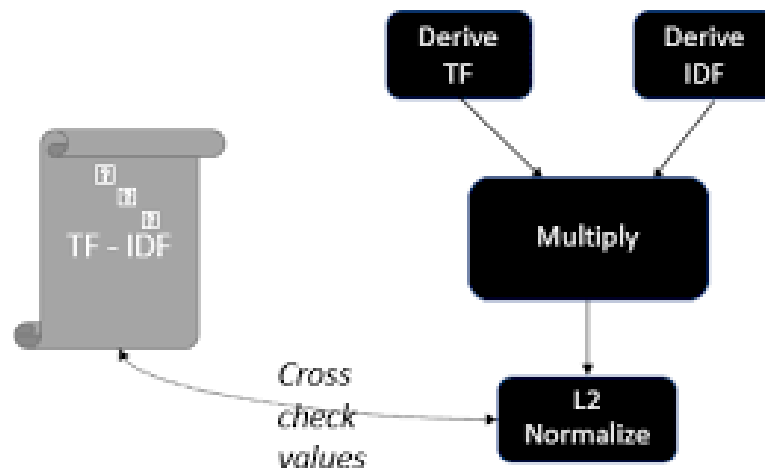 Derive
TF
Derive
IDF
TF - IDF
Multiply
Cross
check
values
L2
Normalize